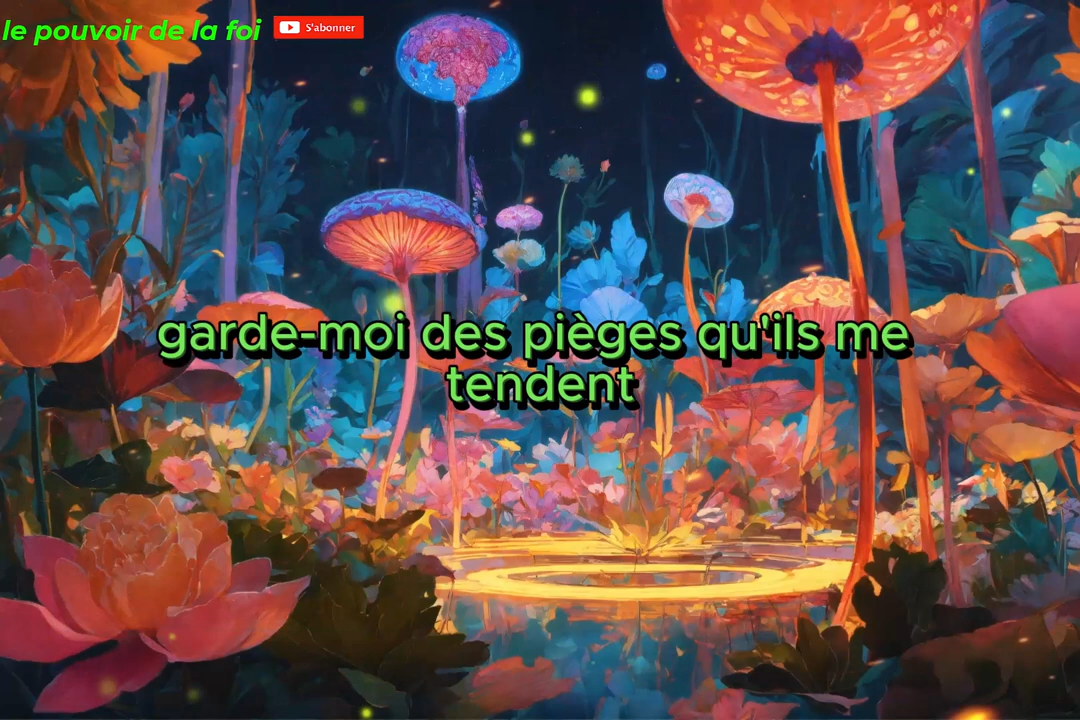 le pouvoir de la foi
S'abonner
garde-moi des pièges qu'ils me
tendent